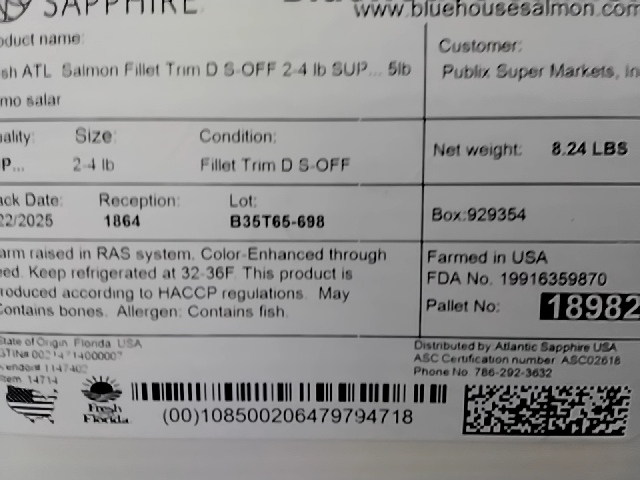 SAPPHIRE
www.bluehousesalmon.com
oduct name:
Customer:
sh ATL Salmon Fillet Trim D S-OFF 2-4 lb SUP... 5lb
Publix Super Markets, In
mo salar
ality: Size: Condition:
P... 2-4 lb Fillet Trim D S-OFF
Net weight: 8.24 LBS
ack Date: Reception: Lot:
22/2025 1864 B35T65-698
Box:929354
arm raised in RAS system. Color-Enhanced through
eed. Keep refrigerated at 32-36F. This product is
roduced according to HACCP regulations. May
Contains bones. Allergen: Contains fish.
Farmed in USA
FDA No. 19916359870
Pallet No: 18982
State of Origin Florida USA
Item 14714
Distributed by Atlantic Sapphire USA
ASC Certification number ASC02618
Phone No. 786-292-3632
Fresh
Florida
(00)108500206479794718